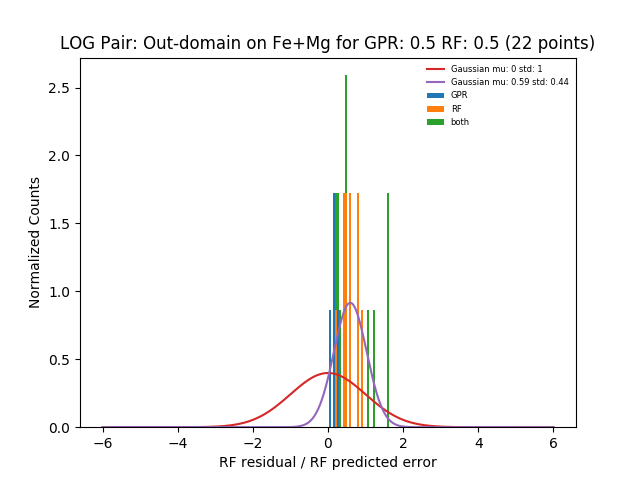 LOG Pair: Out-domain on Fe+Mg for GPR: 0.5 RF: 0.5 (22 points)
Gaussian mu: 0 std: 1
Gaussian mu: 0.59 std: 0.44
GPR
RF
both
Normalized Counts
2.5
2.0
1.5
1.0
0.5
0.0
−6 −4 −2 0 2 4 6
RF residual / RF predicted error